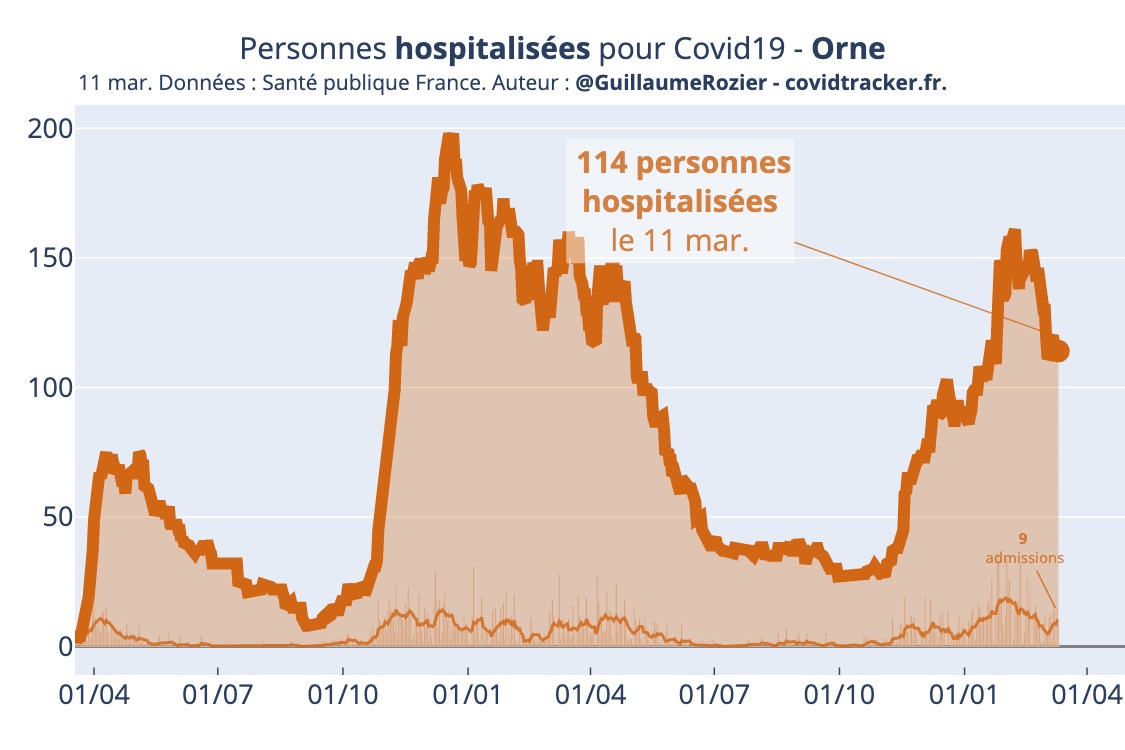 Personnes hospitalisées pour Covid19 - Orne
11 mar. Données : Santé publique France. Auteur : @GuillaumeRozier - covidtracker.fr.
200
114 personnes
hospitalisées
le 11 mar.
150
100
50
9
admissions
0
01/04 01/07 01/10 01/01 01/04 01/07 01/10 01/01 01/04